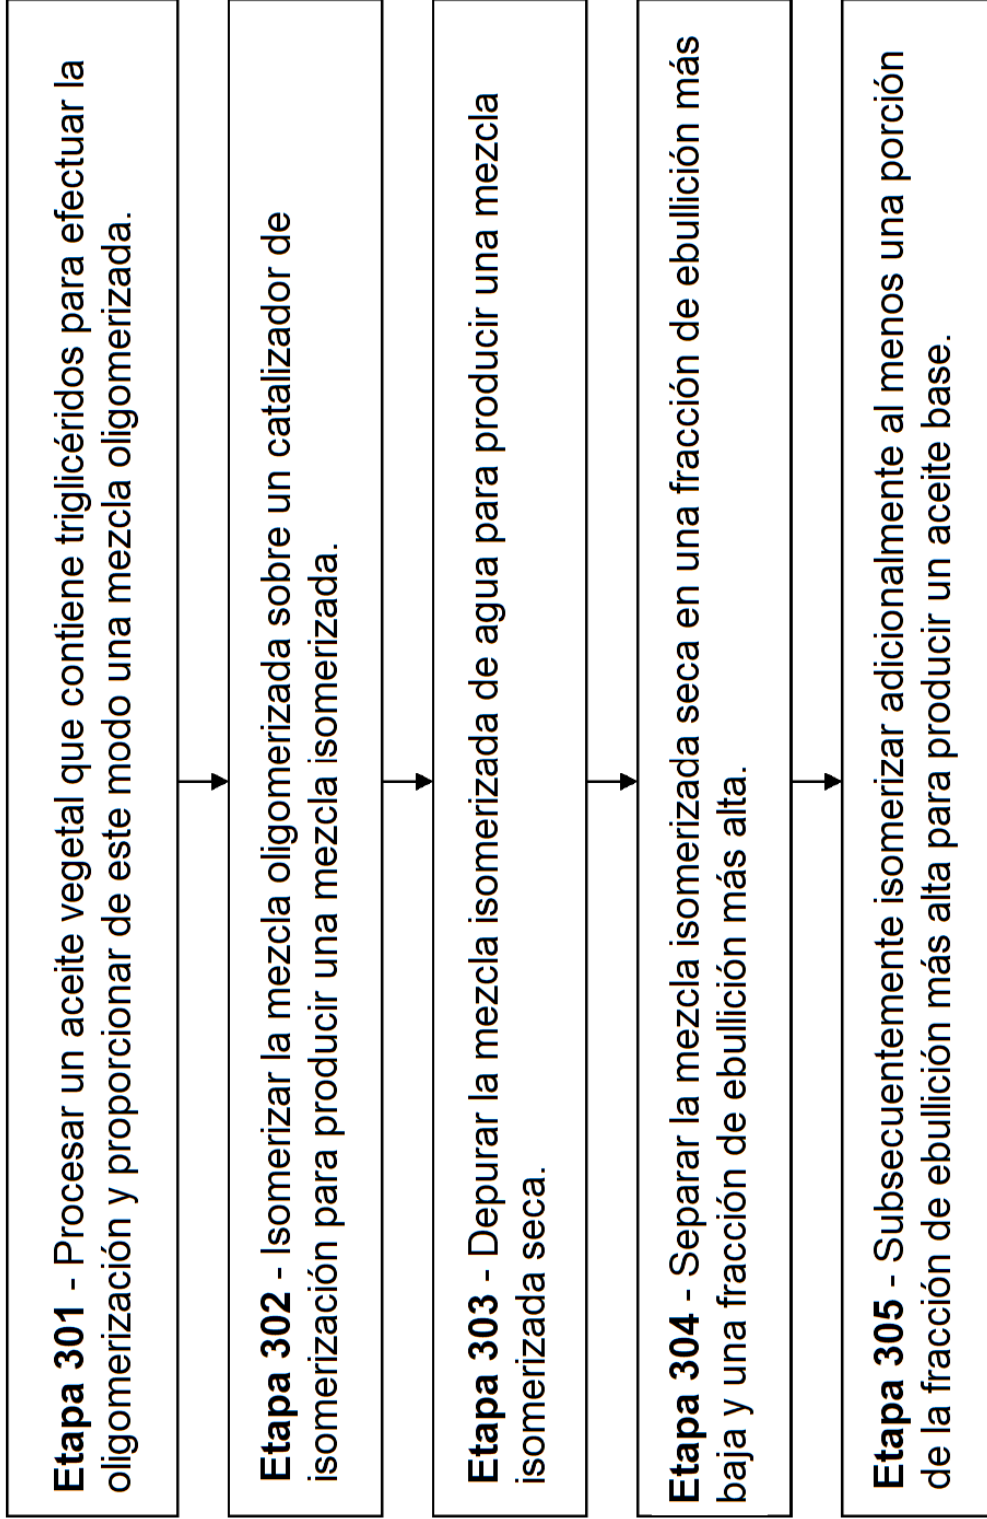 Etapa 301 - Procesar un aceite vegetal que contiene triglicéridos para efectuar la
oligomerización y proporcionar de este modo una mezcla oligomerizada.
Etapa 302 - Isomerizar la mezcla oligomerizada sobre un catalizador de
isomerización para producir una mezcla isomerizada.
Etapa 303 - Depurar la mezcla isomerizada de agua para producir una mezcla
isomerizada seca.
Etapa 304 - Separar la mezcla isomerizada seca en una fracción de ebullición más
baja y una fracción de ebullición más alta.
Etapa 305 - Subsecuentemente isomerizar adicionalmente al menos una porción
de la fracción de ebullición más alta para producir un aceite base.